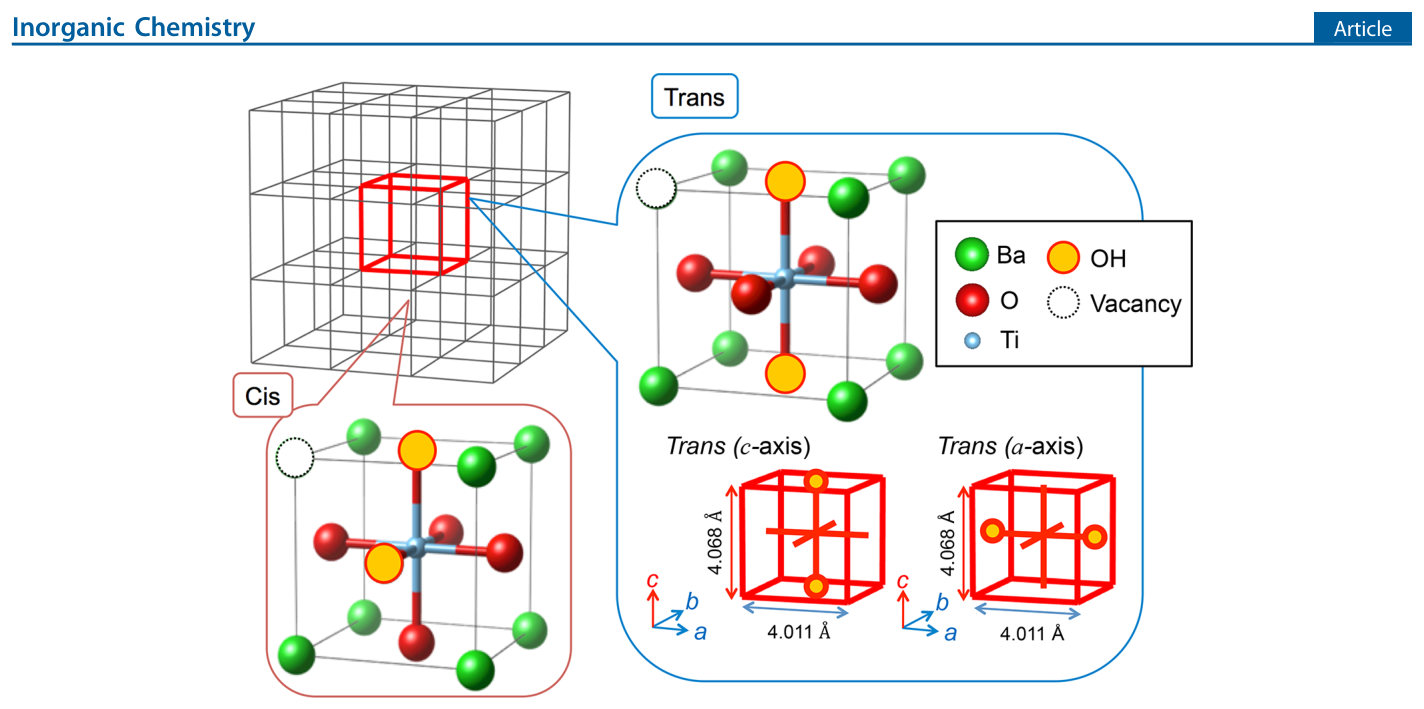 Inorganic Chemistry
Article
Trans
Ba
OH
O
Vacancy
Ti
Cis
Trans (c-axis)
Trans (a-axis)
4.068 Å
4.068 Å
c
b
a
4.011 Å
c
b
a
4.011 Å